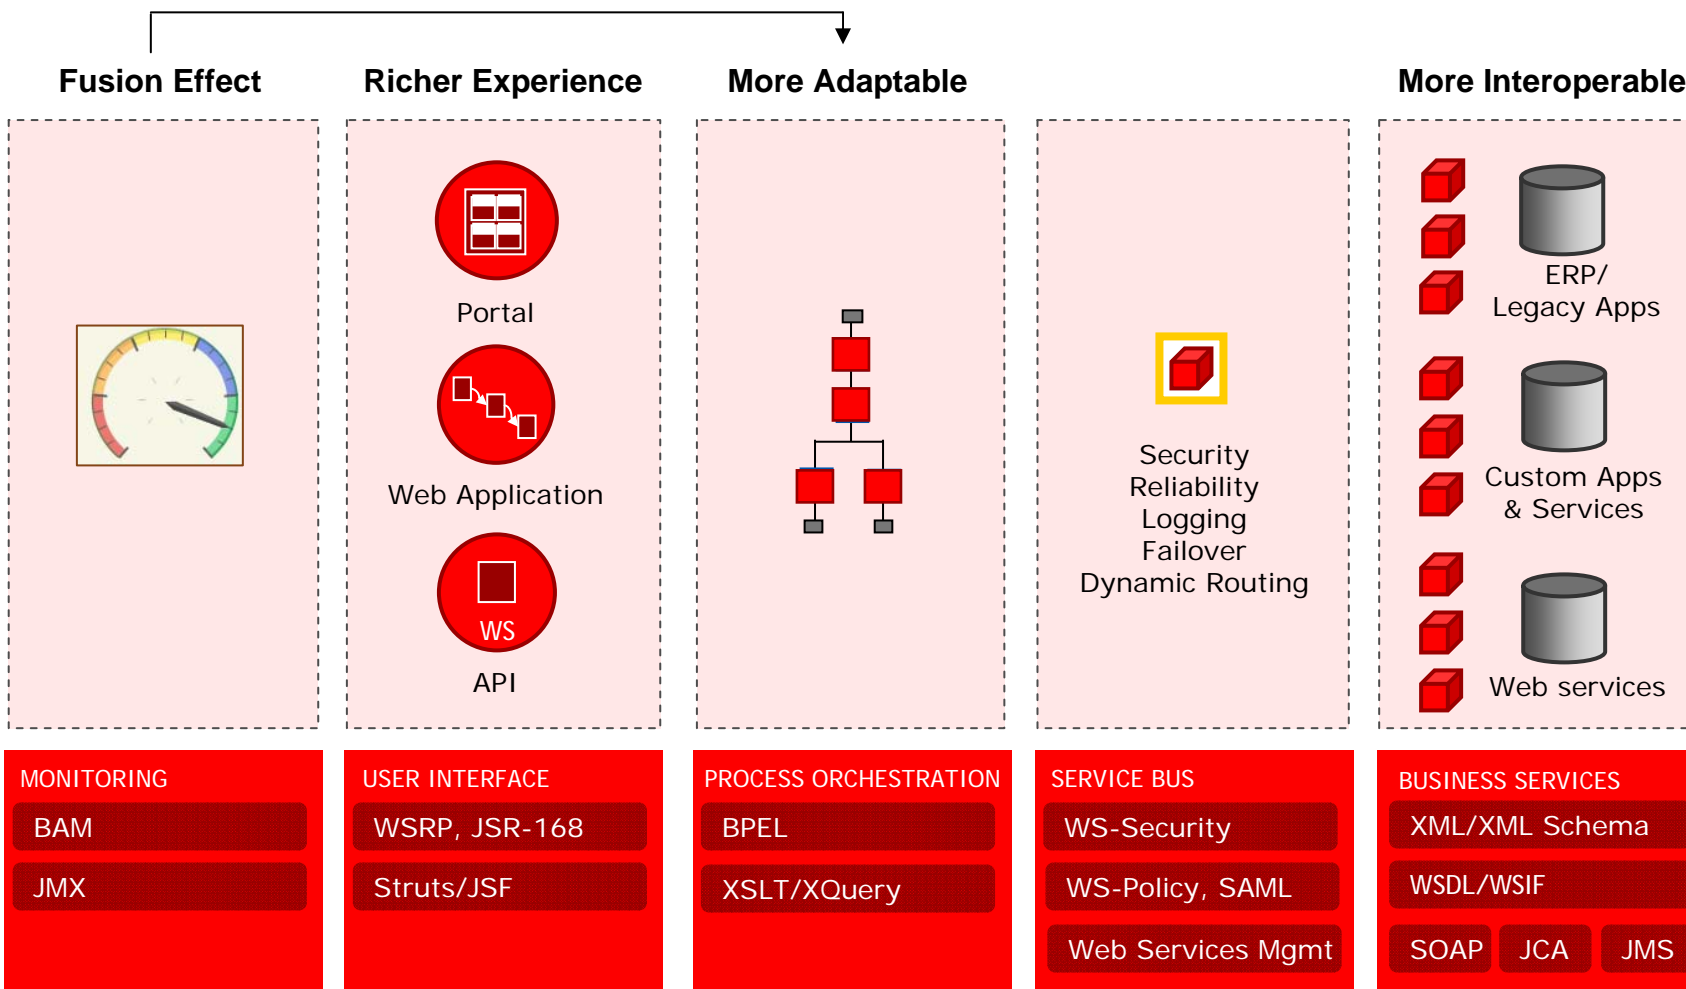 Fusion Effect
Richer Experience
More Adaptable
More Interoperable
Portal
Web Application
WS
API
Security
Reliability
Logging
Failover
Dynamic Routing
ERP/
Legacy Apps
Custom Apps
& Services
Web services
MONITORING
BAM
JMX
USER INTERFACE
WSRP, JSR-168
Struts/JSF
PROCESS ORCHESTRATION
BPEL
XSLT/XQuery
SERVICE BUS
WS-Security
WS-Policy, SAML
Web Services Mgmt
BUSINESS SERVICES
XML/XML Schema
WSDL/WSIF
SOAP
JCA
JMS